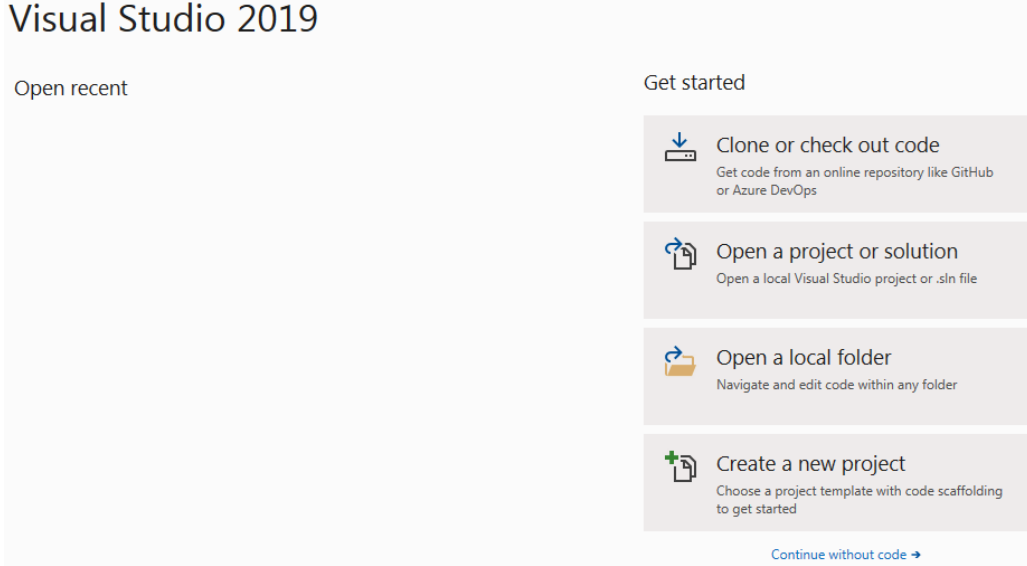 Visual Studio 2019
Open recent
Get started
Clone or check out code
Get code from an online repository like GitHub
or Azure DevOps
Open a project or solution
Open a local Visual Studio project or .sln file
Open a local folder
Navigate and edit code within any folder
Create a new project
Choose a project template with code scaffolding
to get started
Continue without code →